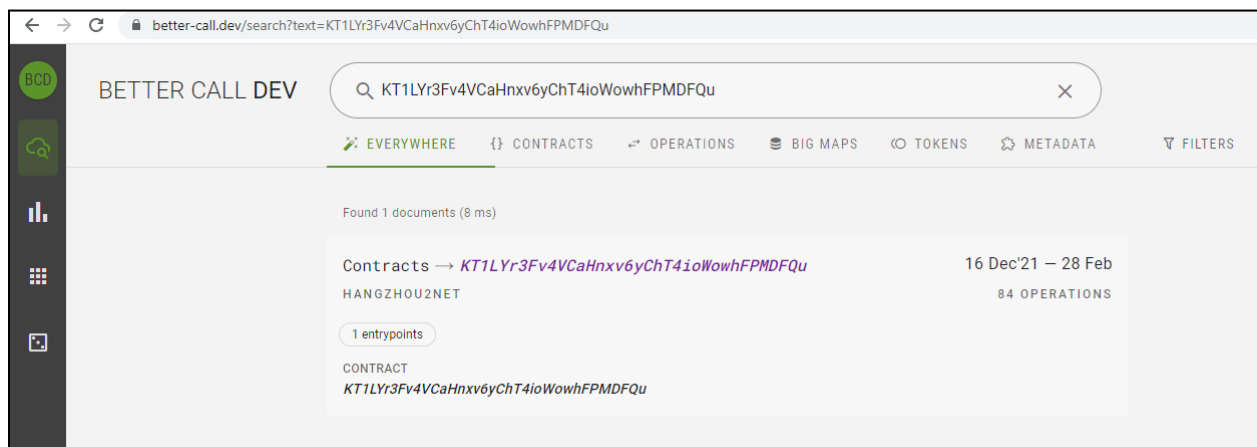 better-call.dev/search?text=KT1LYr3Fv4VCaHnxv6yChT4ioWowhFPMDFQu
BCD
BETTER CALL DEV
KT1LYr3Fv4VCaHnxv6yChT4ioWowhFPMDFQu
EVERYWHERE {} CONTRACTS OPERATIONS BIG MAPS TOKENS METADATA FILTERS
Found 1 documents (8 ms)
Contracts → KT1LYr3Fv4VCaHnxv6yChT4ioWowhFPMDFQu 16 Dec'21 — 28 Feb
HANGZHOU2NET 84 OPERATIONS
1 entrypoints
CONTRACT
KT1LYr3Fv4VCaHnxv6yChT4ioWowhFPMDFQu